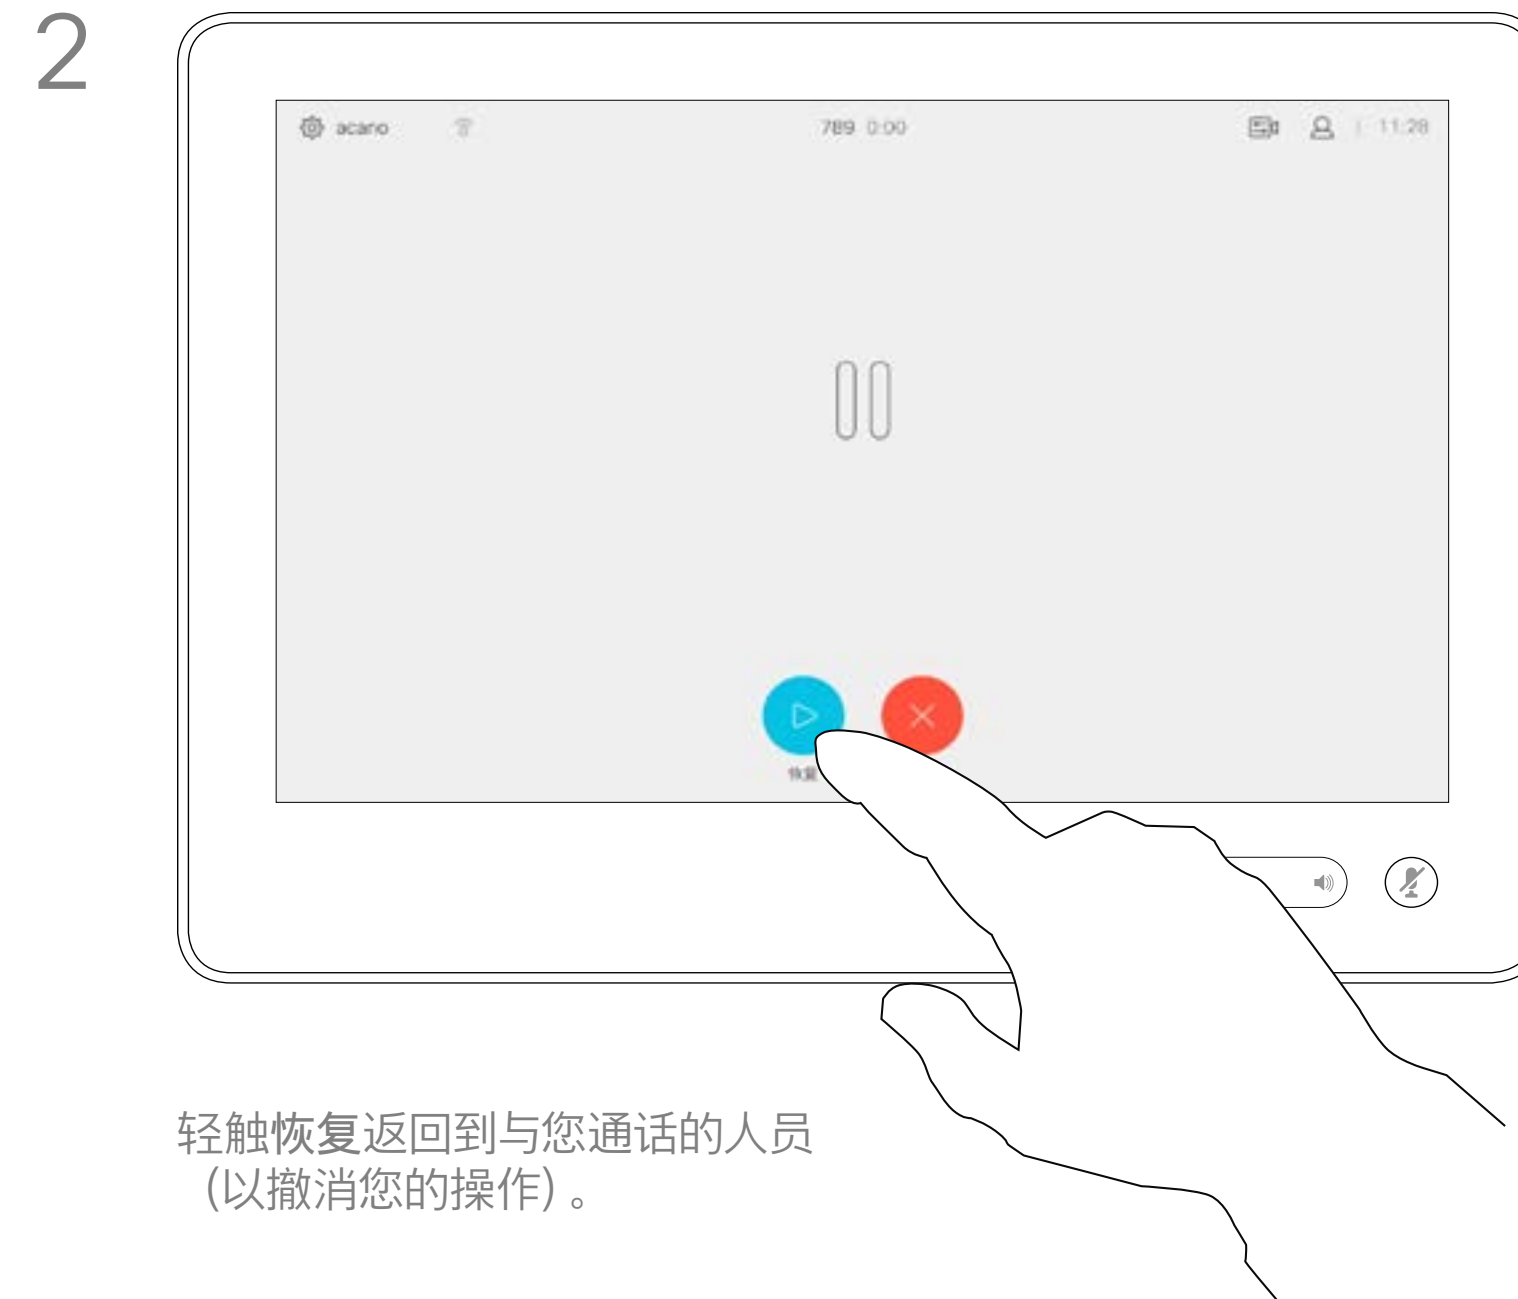 2
acano
789 0:00
11:28
恢复
轻触恢复返回到与您通话的人员
（以撤消您的操作）。